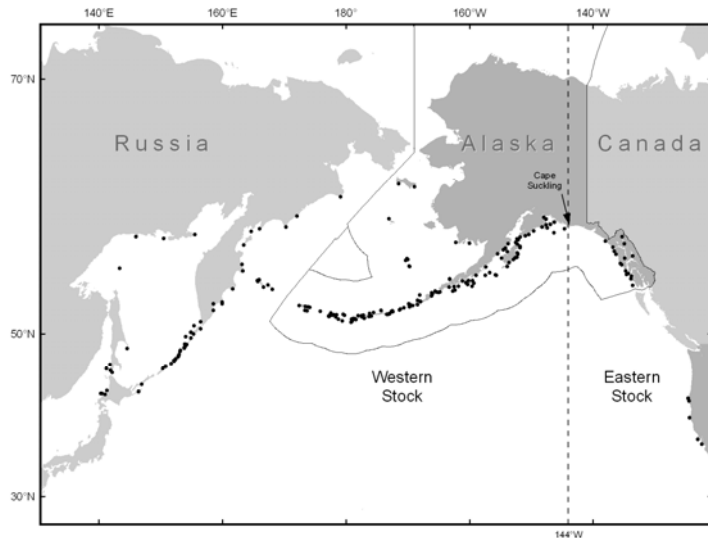 140°E 160°E 180° 160°W 140°W
70°N
Russia Alaska Canada
Cape
Suckling
50°N
Western
Stock
Eastern
Stock
30°N
144°W